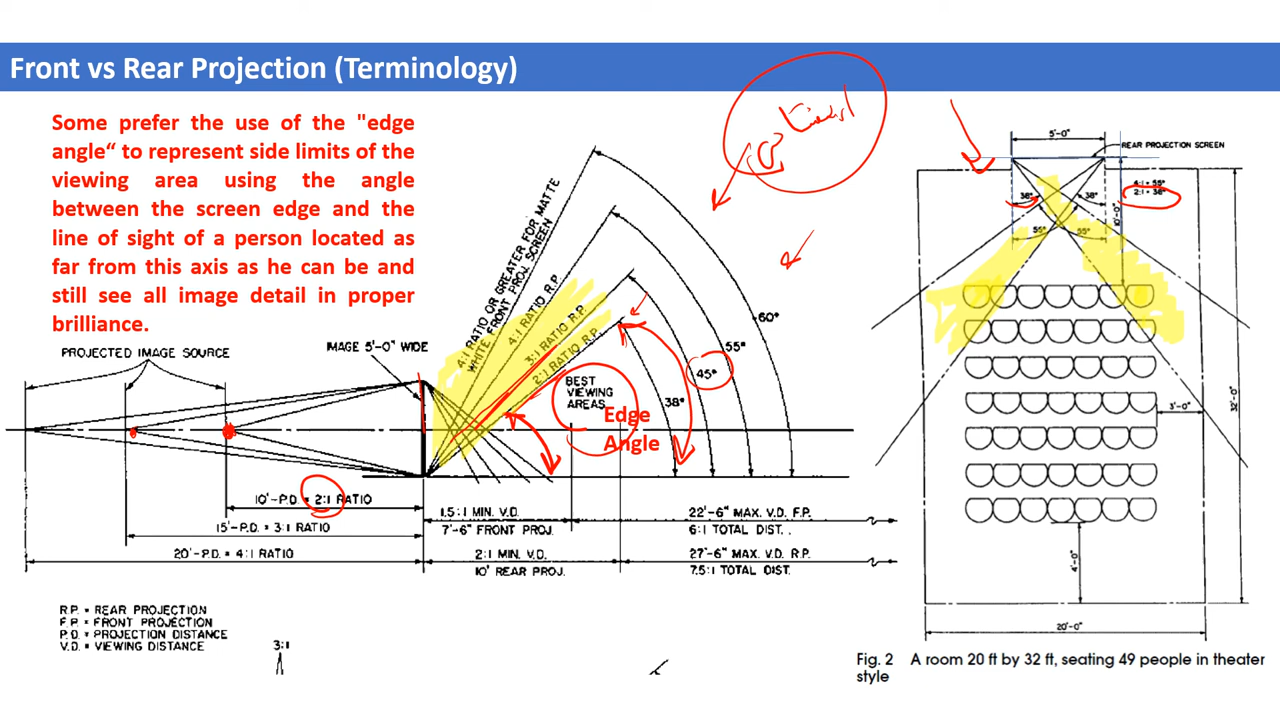 Front vs Rear Projection (Terminology)
Some prefer the use of the "edge
angle“ to represent side limits of the
viewing area using the angle
between the screen edge and the
line of sight of a person located as
far from this axis as he can be and
still see all image detail in proper
brilliance.
PROJECTED IMAGE SOURCE
IMAGE 5'-0" WIDE
4:1 RATIO OR GREATER FOR MATTE
WHITE FRONT PROJ. SCREEN
4:1 RATIO R.P.
3:1 RATIO R.P.
2:1 RATIO R.P.
60°
55°
45°
38°
BEST
VIEWING
AREAS
Edge
Angle
10'-P.D. = 2:1 RATIO
15'-P.D. = 3:1 RATIO
20'-P.D. = 4:1 RATIO
1.5:1 MIN. V.D.
7'-6" FRONT PROJ.
22'-6" MAX. V.D. F.P.
6:1 TOTAL DIST.
2:1 MIN. V.D.
10' REAR PROJ.
27'-6" MAX. V.D. R.P.
7.5:1 TOTAL DIST.
R.P. = REAR PROJECTION
F.P. = FRONT PROJECTION
P.D. = PROJECTION DISTANCE
V.D. = VIEWING DISTANCE
3:1
5'-0"
REAR PROJECTION SCREEN
4:1 = 55°
2:1 = 38°
38°
38°
55°
55°
10'-0"
32'-0"
3'-0"
4'-0"
20'-0"
Fig. 2 A room 20 ft by 32 ft, seating 49 people in theater
style